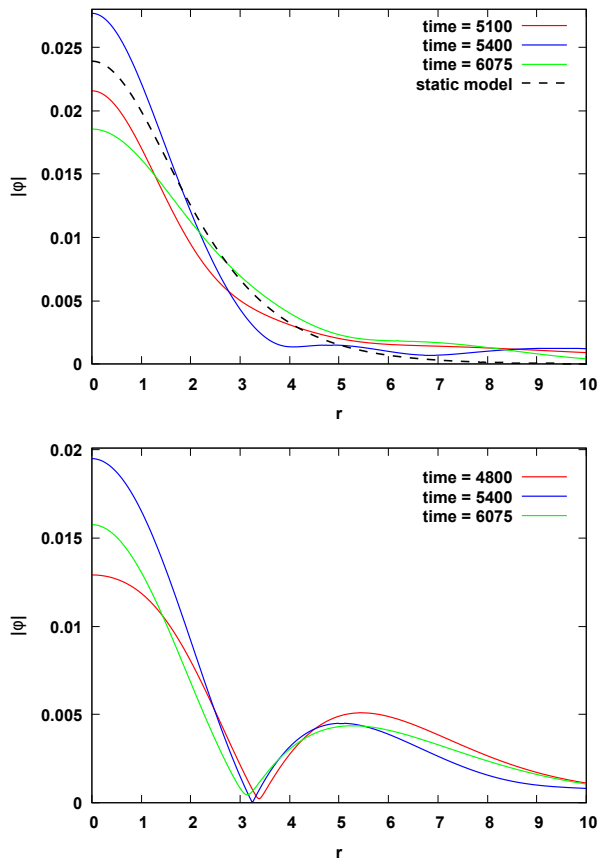 time = 5100
time = 5400
time = 6075
static model
0.025
0.02
0.015
0.01
0.005
0
|φ|
0 1 2 3 4 5 6 7 8 9 10
r
time = 4800
time = 5400
time = 6075
0.02
0.015
0.01
0.005
0
|φ|
0 1 2 3 4 5 6 7 8 9 10
r